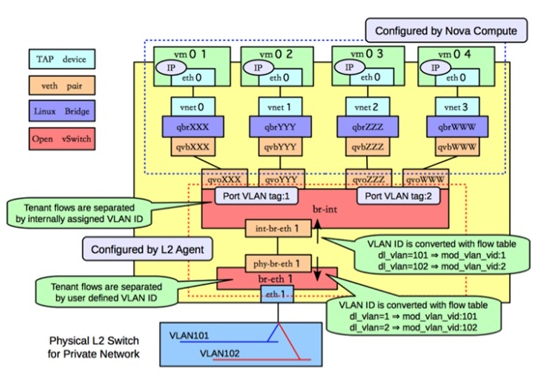 Configured by Nova Compute
TAP device
veth pair
Linux Bridge
Open vSwitch
vm 0 1
vm 0 2
vm 0 3
vm 0 4
IP
IP
IP
IP
eth 0
eth 0
eth 0
eth 0
vnet 0
vnet 1
vnet 2
vnet 3
qbrXXX
qbrYYY
qbrZZZ
qbrWWW
qvbXXX
qvbYYY
qvbZZZ
qvbWWW
qvoXXX
qvoYYY
qvoZZZ
qvoWWW
Port VLAN tag:1
Port VLAN tag:2
br-int
Tenant flows are separated
by internally assigned VLAN ID
int-br-eth 1
Configured by L2 Agent
VLAN ID is converted with flow table
dl_vlan=101 ⇒ mod_vlan_vid:1
dl_vlan=102 ⇒ mod_vlan_vid:2
phy-br-eth 1
br-eth 1
Tenant flows are separated
by user defined VLAN ID
eth 1
VLAN ID is converted with flow table
dl_vlan=1 ⇒ mod_vlan_vid:101
dl_vlan=2 ⇒ mod_vlan_vid:102
Physical L2 Switch
for Private Network
VLAN101
VLAN102